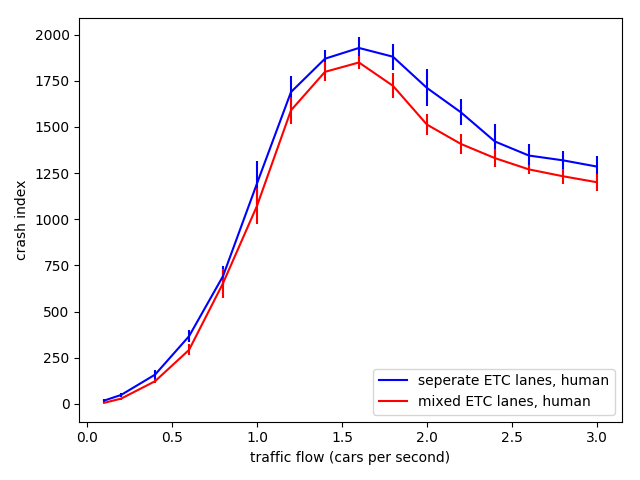 2000
1750
1500
1250
1000
750
500
250
0
crash index
seperate ETC lanes, human
mixed ETC lanes, human
0.0 0.5 1.0 1.5 2.0 2.5 3.0
traffic flow (cars per second)